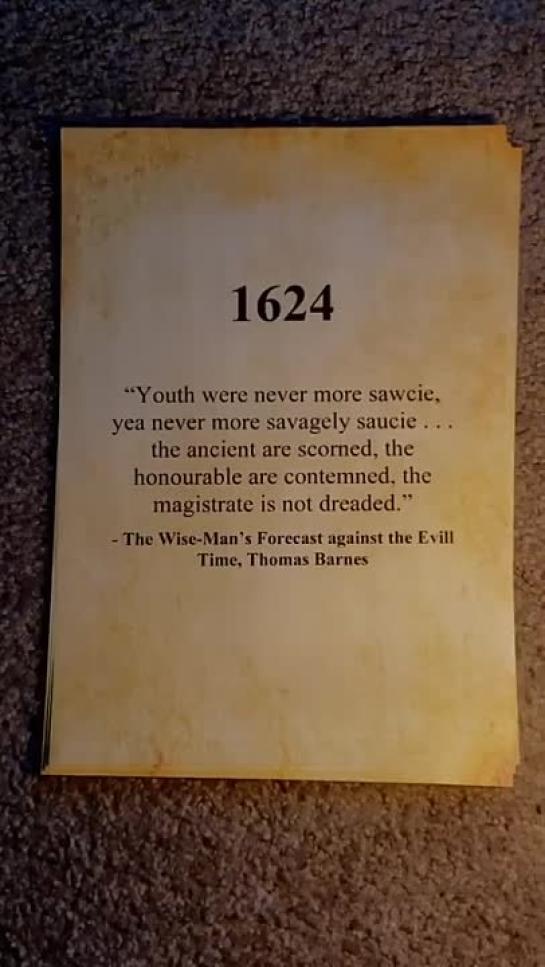 1624
“Youth were never more sawcie,
yea never more savagely saucie . . .
the ancient are scorned, the
honourable are contemned, the
magistrate is not dreaded.”
- The Wise-Man’s Forecast against the Evill
Time, Thomas Barnes